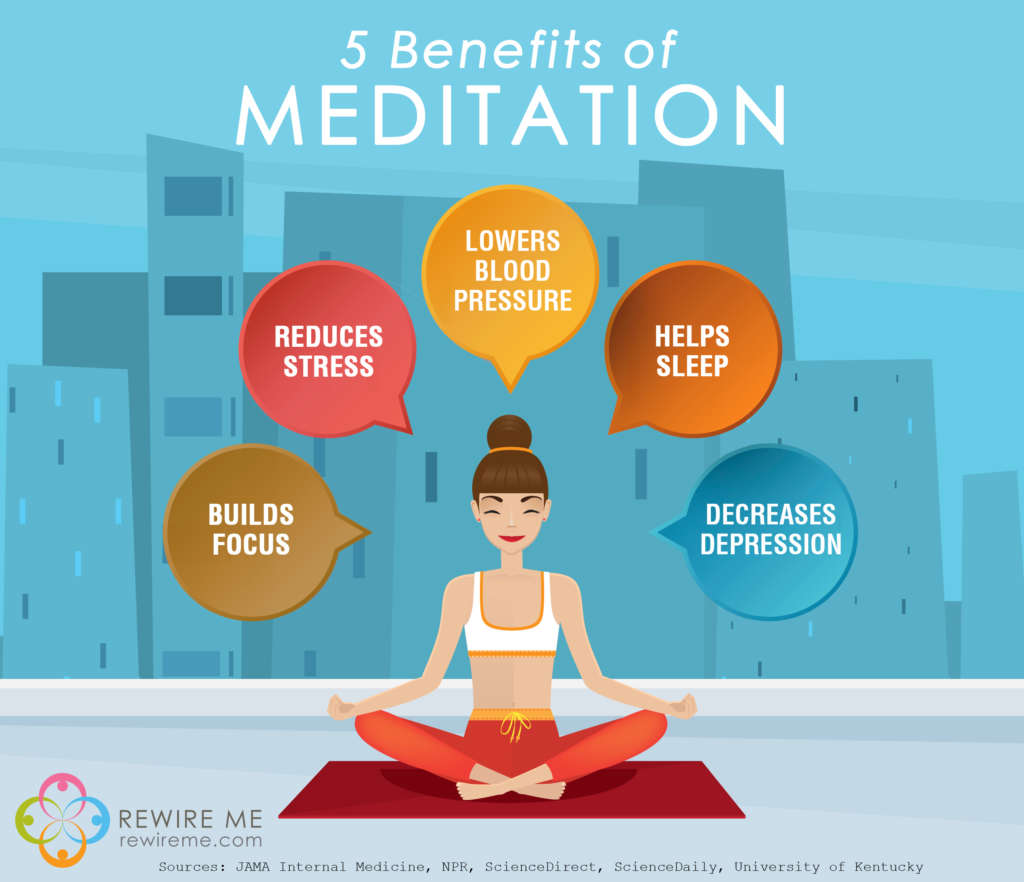 5 Benefits of
MEDITATION
LOWERS
BLOOD
PRESSURE
REDUCES
STRESS
HELPS
SLEEP
BUILDS
FOCUS
DECREASES
DEPRESSION
REWIRE ME
rewireme.com
Sources: JAMA Internal Medicine, NPR, ScienceDirect, ScienceDaily, University of Kentucky